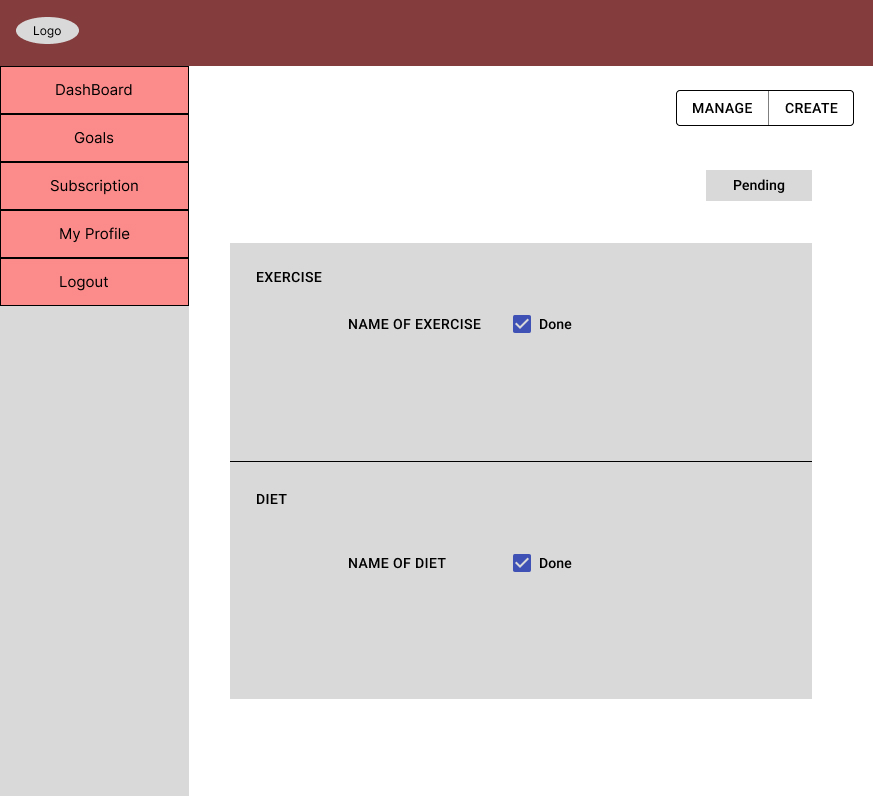 Logo
DashBoard
Goals
Subscription
My Profile
Logout
MANAGE CREATE
Pending
EXERCISE
NAME OF EXERCISE Done
DIET
NAME OF DIET Done